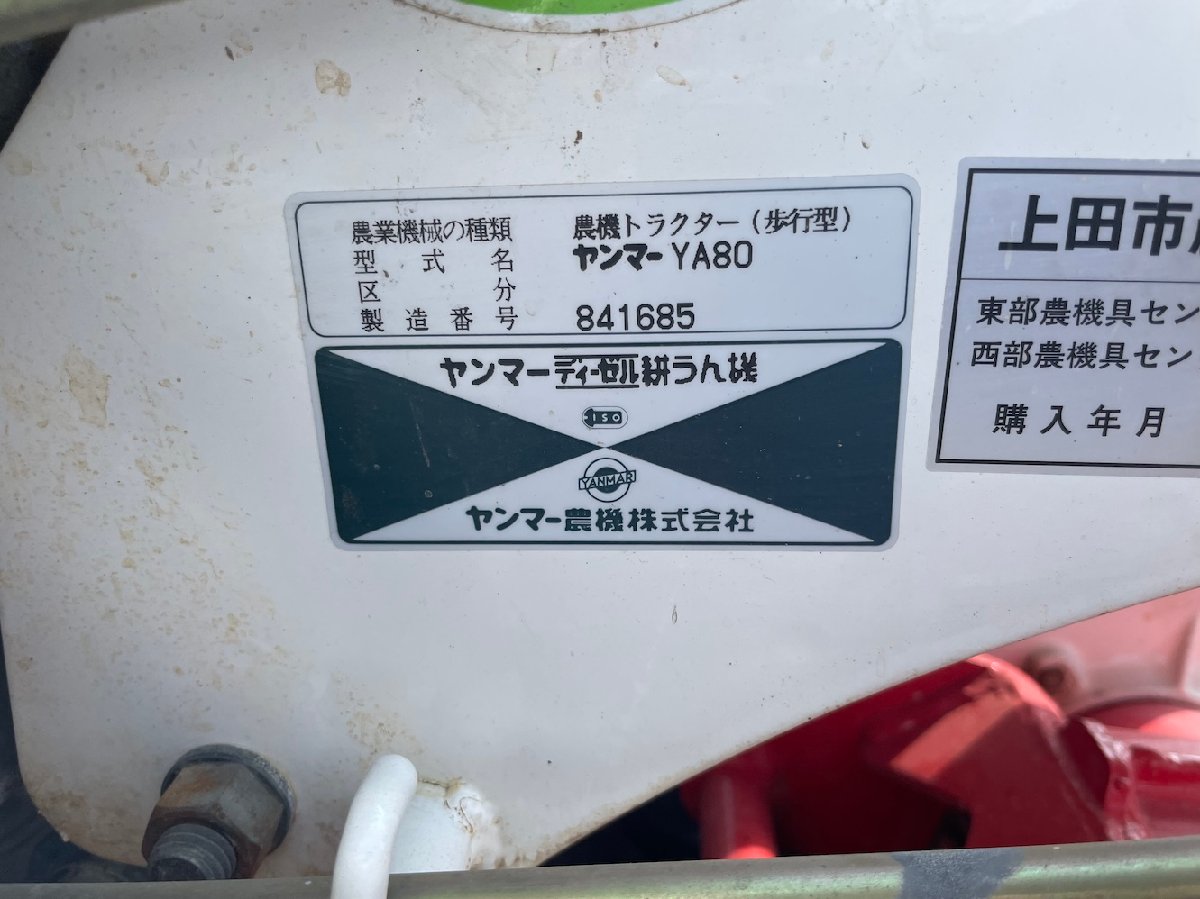 農業機械の種類 農機トラクター(歩行型)
型式名 ヤンマー YA80
区分
製造番号 841685
ヤンマーディーゼル耕うん機
ISO
YANMAR
ヤンマー農機株式会社
上田市
東部農機具セン
西部農機具セン
購入年月